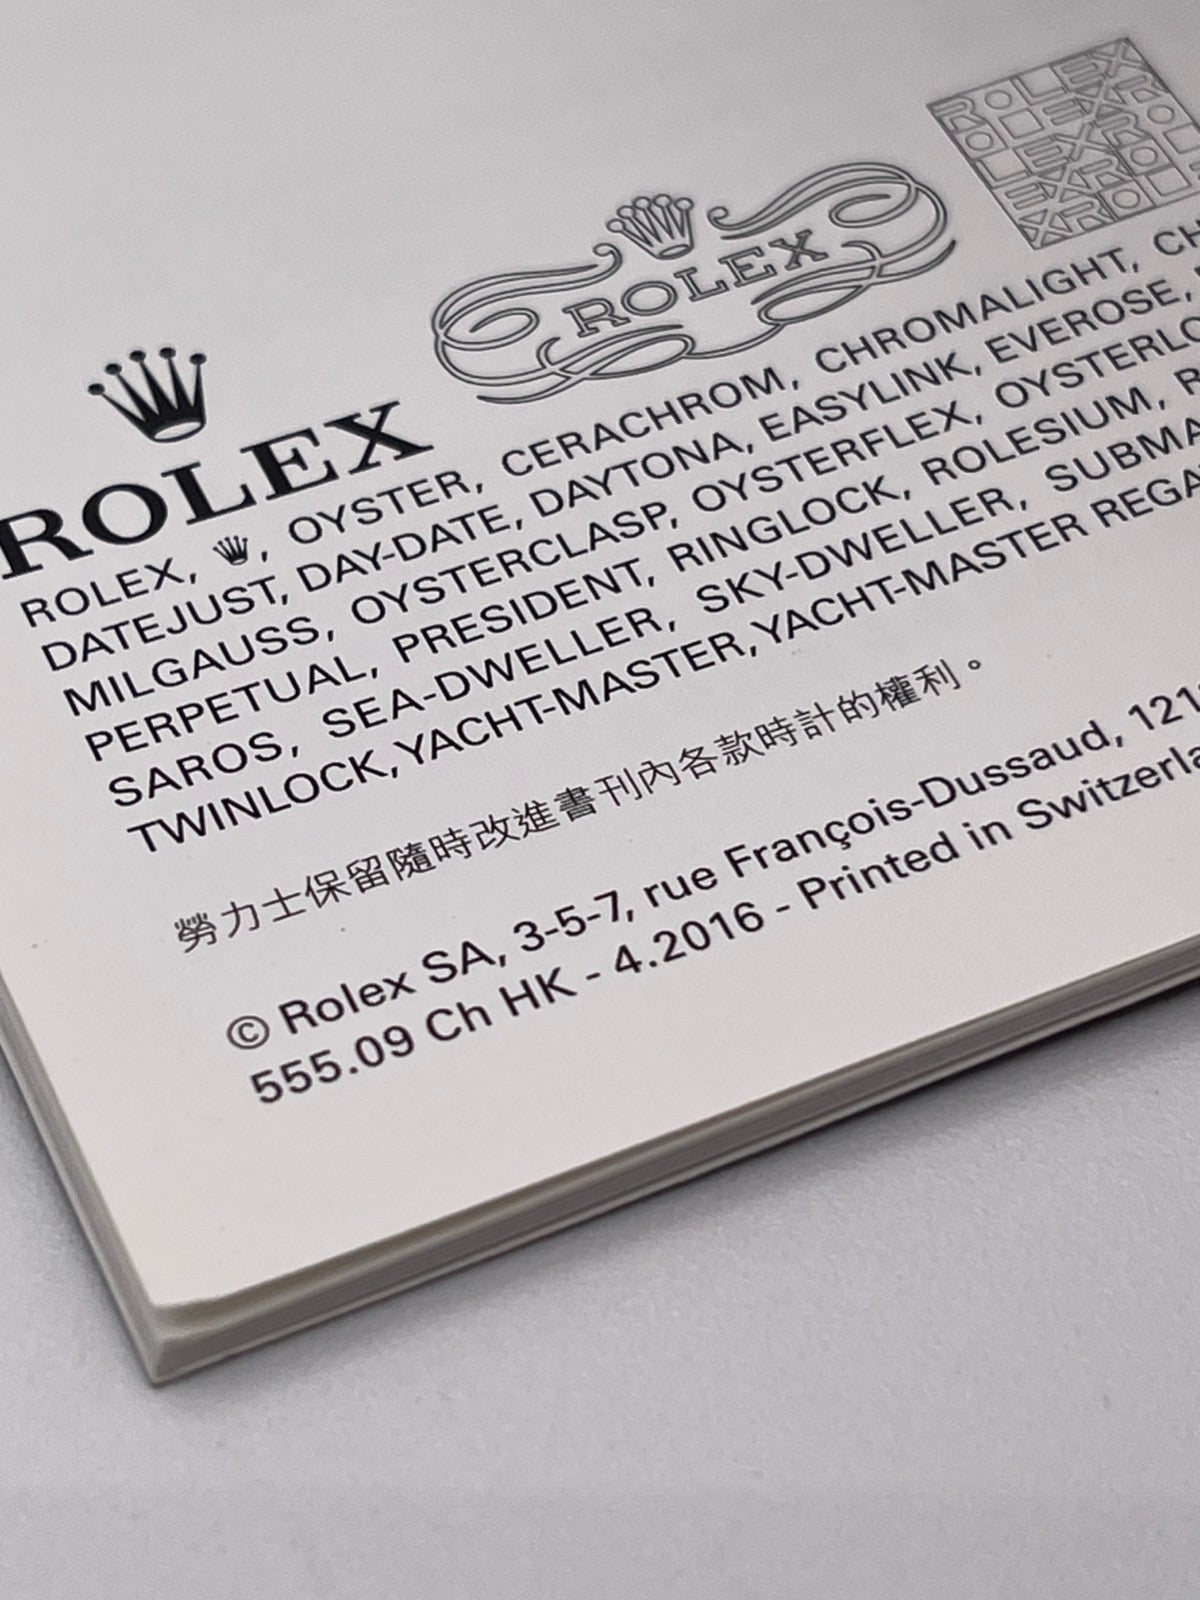 ROLEX
ROLEX
ROLEX
ROLEX, OYSTER, CERACHROM, CHROMALIGHT,
DATEJUST, DAY-DATE, DAYTONA, EASYLINK, EVEROSE,
MILGAUSS, OYSTERCLASP, OYSTERFLEX,
PERPETUAL, PRESIDENT, RINGLOCK, ROLESIUM,
SAROS, SEA-DWELLER, SKY-DWELLER,
TWINLOCK, YACHT-MASTER, YACHT-MASTER
勞力士保留隨時改進書刊內各款時計的權利。
© Rolex SA, 3-5-7, rue François-Dussaud,
555.09 Ch HK - 4.2016 - Printed in